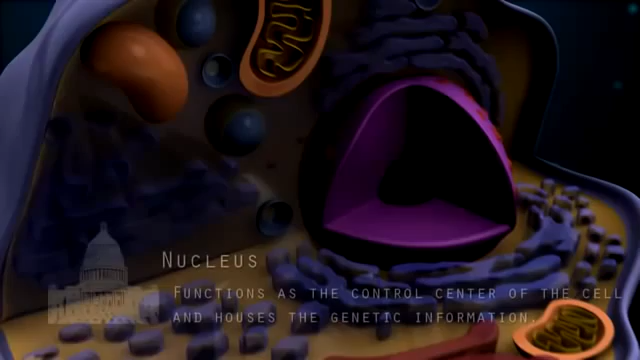 Nucleus
Functions as the control center of the cell
and houses the genetic information.